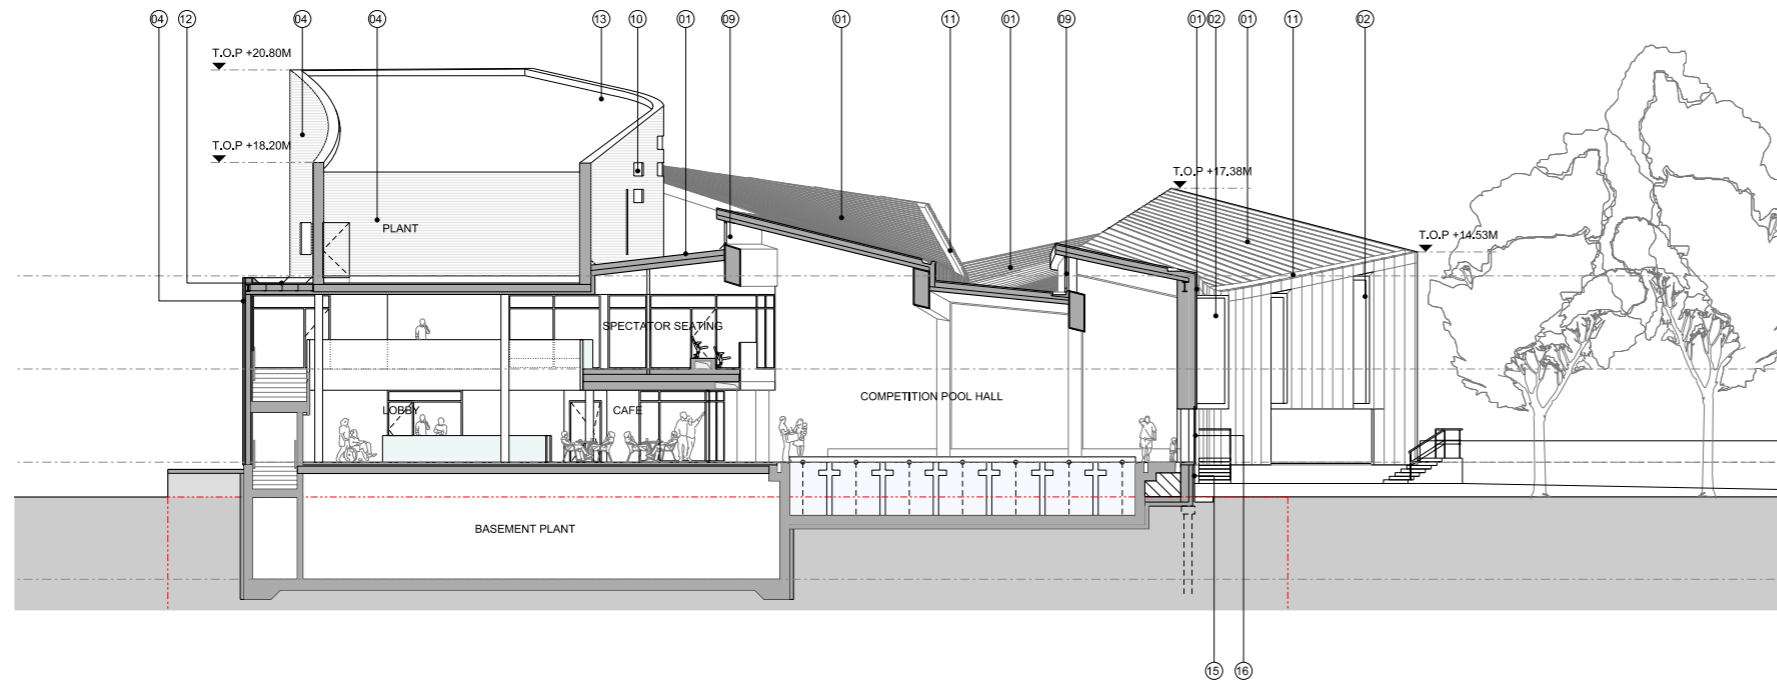 04 12 04 04 13 10 01 09 01 11 01 09 01 02 01 11 02
T.O.P +20.80M
T.O.P +18.20M
T.O.P +17.38M
T.O.P +14.53M
PLANT
SPECTATOR SEATING
LOBBY
CAFE
COMPETITION POOL HALL
BASEMENT PLANT
15 16